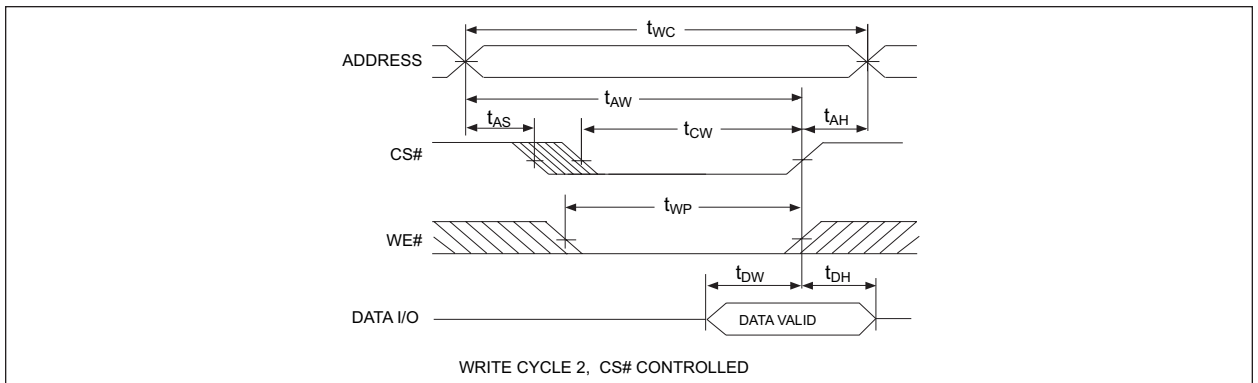 tWC
ADDRESS
tAW
tAS
tCW
tAH
CS#
tWP
WE#
tDW
tDH
DATA I/O
DATA VALID
WRITE CYCLE 2, CS# CONTROLLED